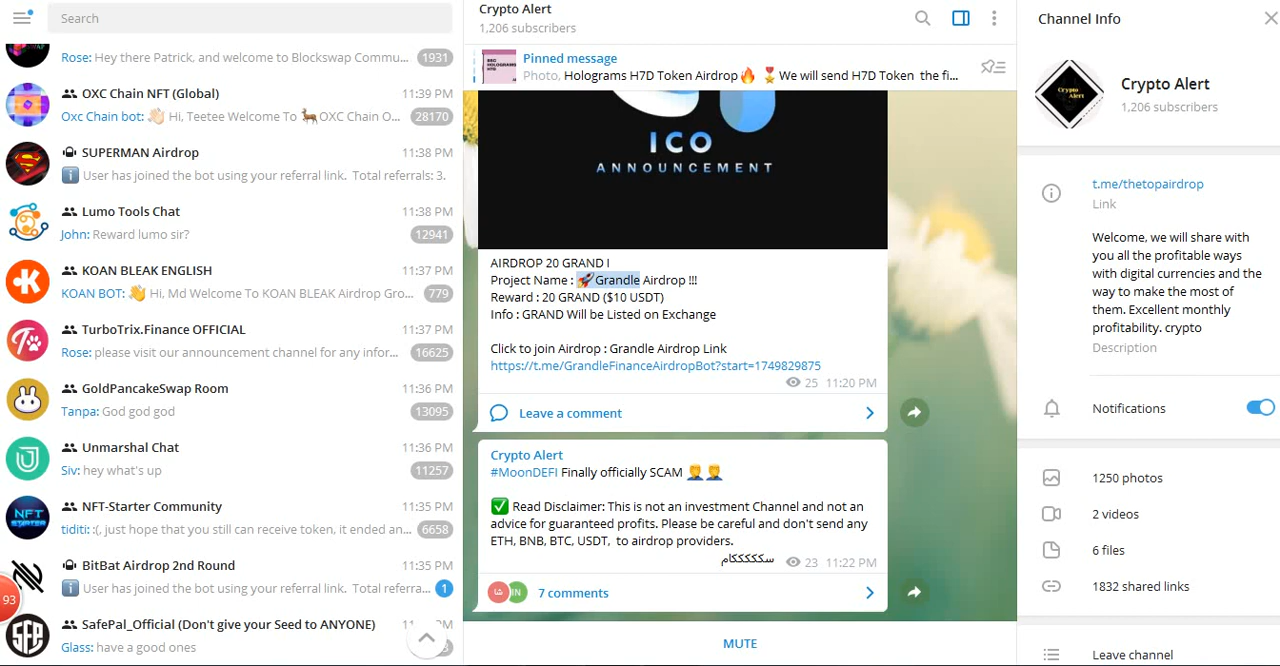 Search
Rose: Hey there Patrick, and welcome to Blockswap Commu... 1931
OXC Chain NFT (Global) 11:39 PM
Oxc Chain bot: 👋🏻 Hi, Teetee Welcome To 🐂OXC Chain O... 28170
SUPERMAN Airdrop 11:38 PM
ℹ️ User has joined the bot using your referral link. Total referrals: 3.
Lumo Tools Chat 11:38 PM
John: Reward lumo sir? 12941
KOAN BLEAK ENGLISH 11:37 PM
KOAN BOT: 👋 Hi, Md Welcome To KOAN BLEAK Airdrop Gro... 779
TurboTrix.Finance OFFICIAL 11:37 PM
Rose: please visit our announcement channel for any infor... 16625
GoldPancakeSwap Room 11:36 PM
Tanpa: God god god 13095
Unmarshal Chat 11:36 PM
Siv: hey what's up 11257
NFT
STARTER
NFT-Starter Community 11:35 PM
tiditi: :(, just hope that you still can receive token, it ended an... 6658
BitBat Airdrop 2nd Round 11:35 PM
ℹ️ User has joined the bot using your referral link. Total referra... 1
93
SFP
SafePal_Official (Don't give your Seed to ANYONE)
Glass: have a good ones
Crypto Alert
1,206 subscribers
Pinned message
Photo, Holograms H7D Token Airdrop🔥 🎖️We will send H7D Token the fi...
ICO
ANNOUNCEMENT
AIRDROP 20 GRAND !
Project Name : 🚀Grandle Airdrop !!!
Reward : 20 GRAND ($10 USDT)
Info : GRAND Will be Listed on Exchange
Click to join Airdrop : Grandle Airdrop Link
https://t.me/GrandleFinanceAirdropBot?start=1749829875
25 11:20 PM
Leave a comment
Crypto Alert
#MoonDEFI Finally officially SCAM 🤦‍♂️🤦‍♂️
✅ Read Disclaimer: This is not an investment Channel and not an
advice for guaranteed profits. Please be careful and don't send any
ETH, BNB, BTC, USDT, to airdrop providers.
سکککککام 23 11:22 PM
IN 7 comments
MUTE
Channel Info
Crypto
Alert
Crypto Alert
1,206 subscribers
t.me/thetopairdrop
Link
Welcome, we will share with
you all the profitable ways
with digital currencies and the
way to make the most of
them. Excellent monthly
profitability. crypto
Description
Notifications
1250 photos
2 videos
6 files
1832 shared links
Leave channel